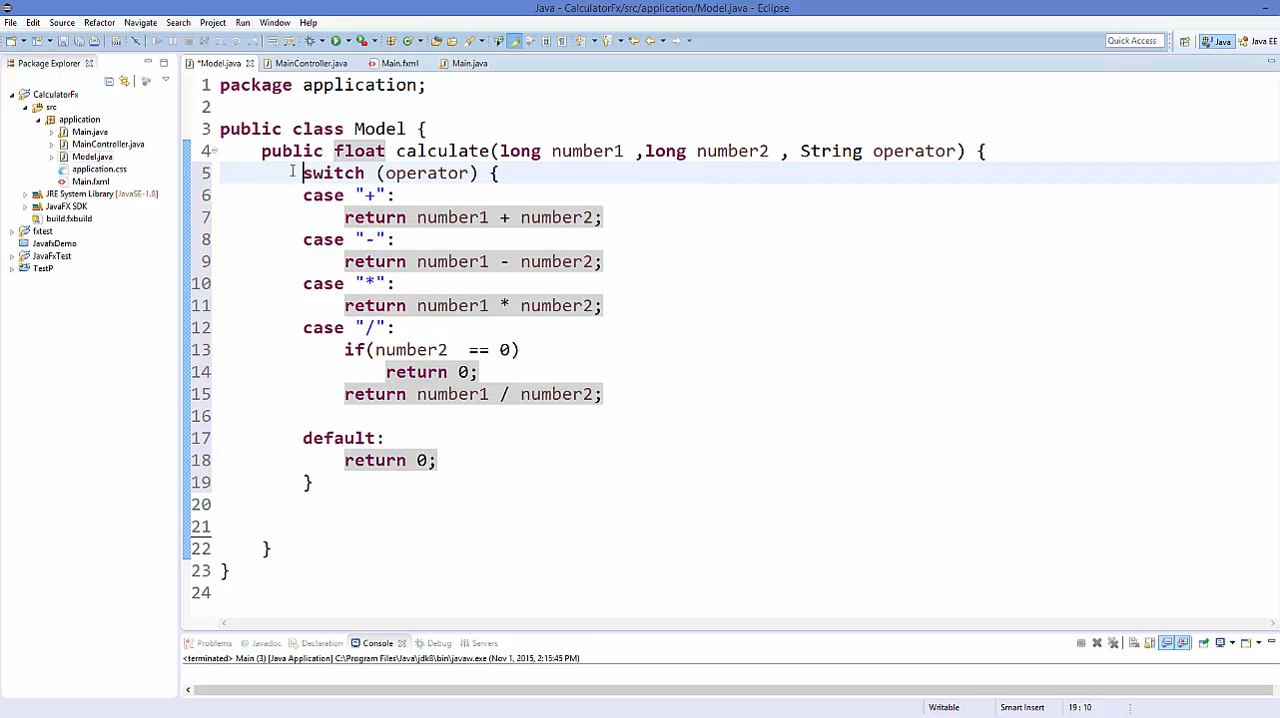 Java - CalculatorFx/src/application/Model.java - Eclipse
File Edit Source Refactor Navigate Search Project Run Window Help
Quick Access
Java
Java EE
Package Explorer
*Model.java MainController.java Main.fxml Main.java
CalculatorFx
src
application
Main.java
MainController.java
Model.java
application.css
Main.fxml
JRE System Library [JavaSE-1.8]
JavaFX SDK
build.fxbuild
fxtest
JavafxDemo
JavaFxTest
TestP
1 package application;
2
3 public class Model {
4 public float calculate(long number1 ,long number2 , String operator) {
5 switch (operator) {
6 case "+":
7 return number1 + number2;
8 case "-":
9 return number1 - number2;
10 case "*":
11 return number1 * number2;
12 case "/":
13 if(number2  == 0)
14 return 0;
15 return number1 / number2;
16
17 default:
18 return 0;
19 }
20
21
22 }
23 }
24
Problems @ Javadoc Declaration Console Debug Servers
<terminated> Main (3) [Java Application] C:\Program Files\Java\jdk8\bin\javaw.exe (Nov 1, 2015, 2:15:45 PM)
Writable Smart Insert 19 : 10